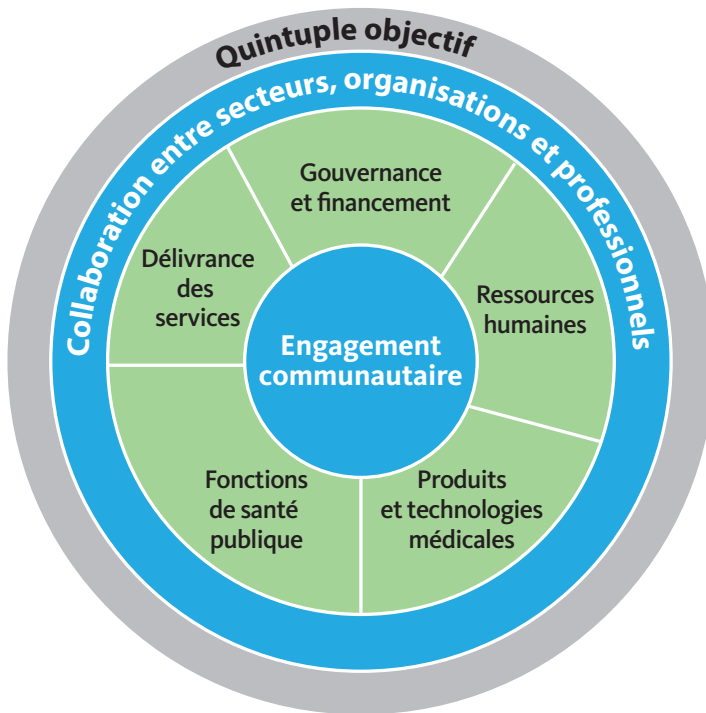 Quintuple objectif
Collaboration entre secteurs, organisations et professionnels
Gouvernance
et financement
Délivrance
des
services
Ressources
humaines
Engagement
communautaire
Fonctions
de santé
publique
Produits
et technologies
médicales